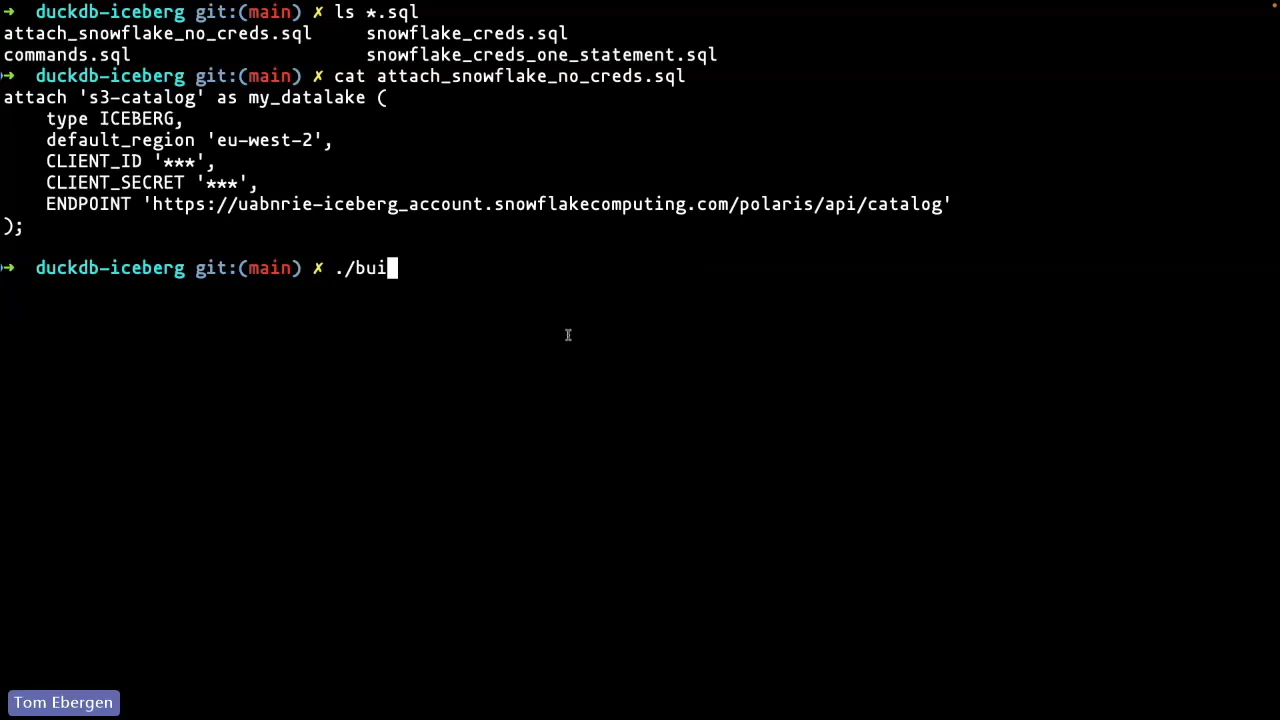 ➜  duckdb-iceberg git:(main) ✗ ls *.sql
attach_snowflake_no_creds.sql     snowflake_creds.sql
commands.sql                      snowflake_creds_one_statement.sql
➜  duckdb-iceberg git:(main) ✗ cat attach_snowflake_no_creds.sql
attach 's3-catalog' as my_datalake (
    type ICEBERG,
    default_region 'eu-west-2',
    CLIENT_ID '***',
    CLIENT_SECRET '***',
    ENDPOINT 'https://uabnrie-iceberg_account.snowflakecomputing.com/polaris/api/catalog'
);
➜  duckdb-iceberg git:(main) ✗ ./bui
Tom Ebergen